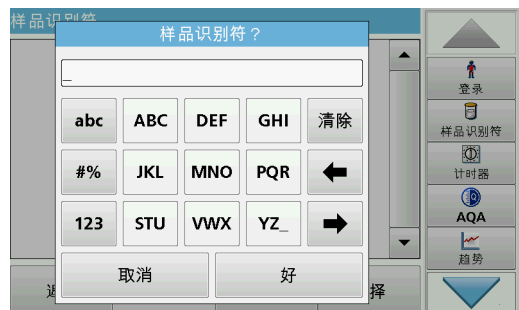 样品识别符
样品识别符？
_
abc ABC DEF GHI 清除
#% JKL MNO PQR
123 STU VWX YZ_
取消 好
择
登录
样品识别符
计时器
AQA
趋势